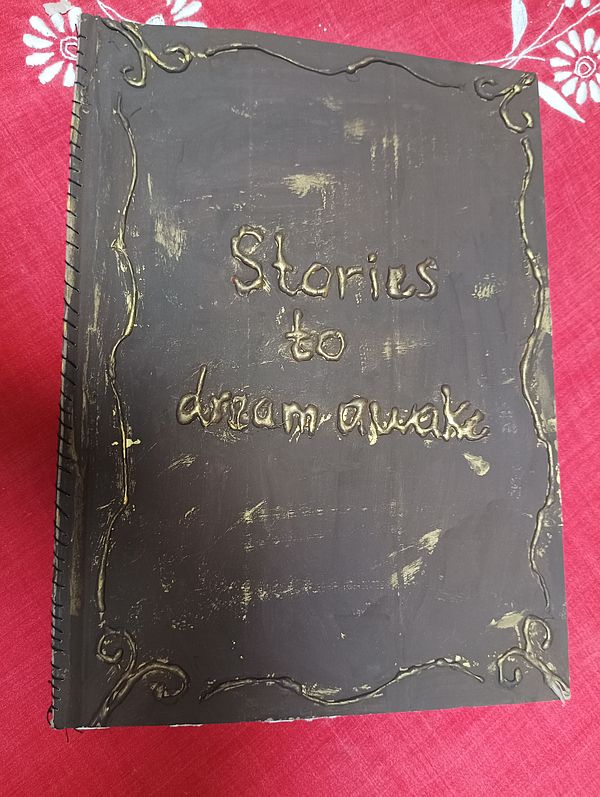 Stories
to
dream awake